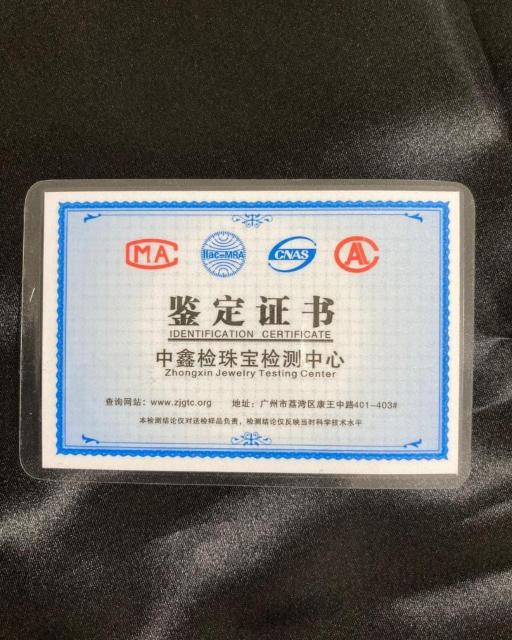 MA
ilac-MRA
CNAS
AL
鉴定证书
IDENTIFICATION CERTIFICATE
中鑫检珠宝检测中心
Zhongxin Jewelry Testing Center
查询网站：www.zjgtc.org 地址：广州市荔湾区康王中路401-403#
本检测结论仅对送检样品负责，检测结论仅反映当时科学技术水平